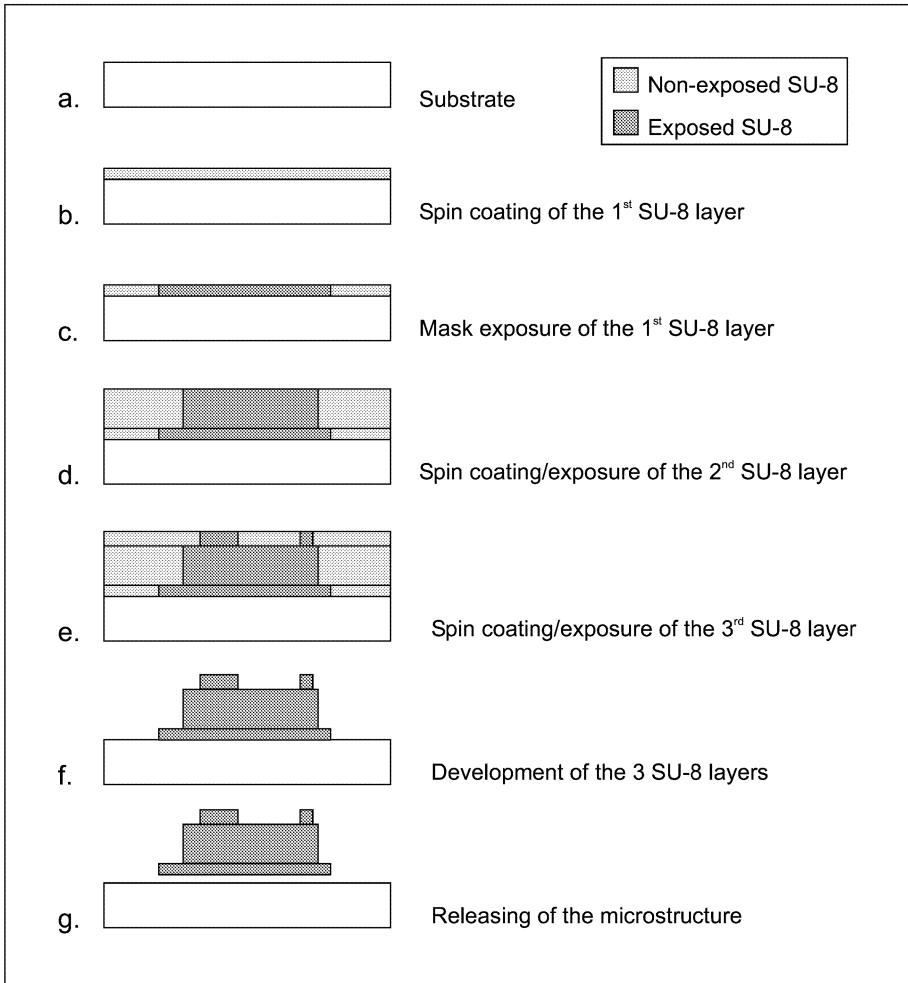 a.
Substrate
Non-exposed SU-8
Exposed SU-8
b.
Spin coating of the 1st SU-8 layer
c.
Mask exposure of the 1st SU-8 layer
d.
Spin coating/exposure of the 2nd SU-8 layer
e.
Spin coating/exposure of the 3rd SU-8 layer
f.
Development of the 3 SU-8 layers
g.
Releasing of the microstructure